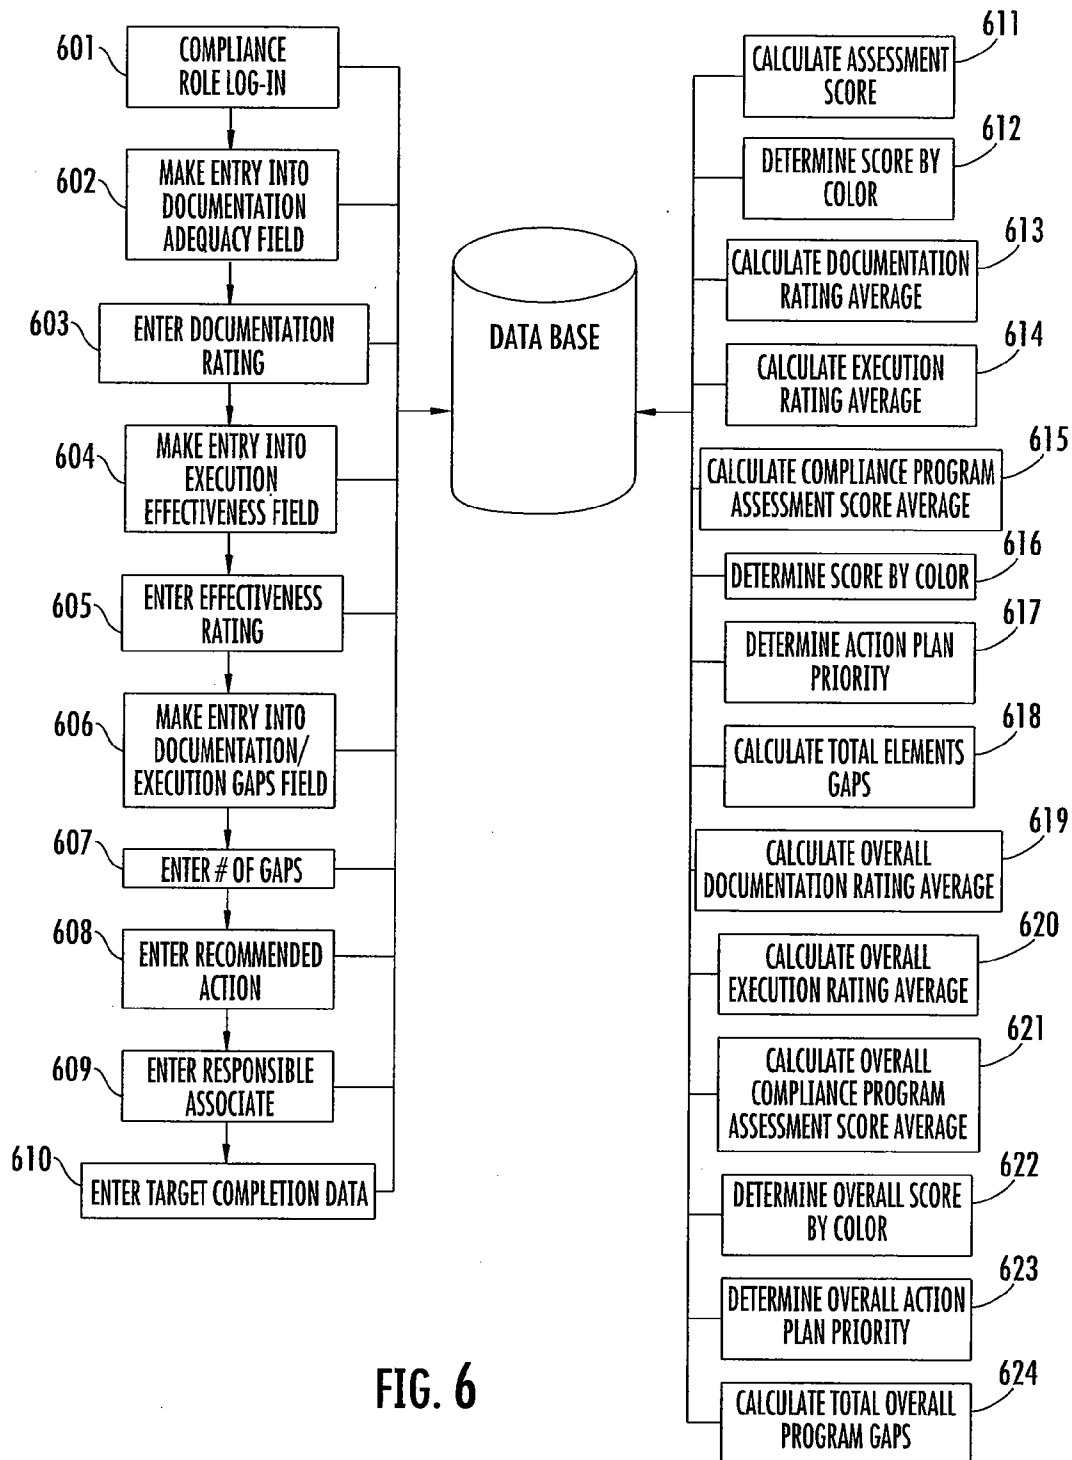 601
COMPLIANCE
ROLE LOG-IN
602
MAKE ENTRY INTO
DOCUMENTATION
ADEQUACY FIELD
603
ENTER DOCUMENTATION
RATING
604
MAKE ENTRY INTO
EXECUTION
EFFECTIVENESS FIELD
605
ENTER EFFECTIVENESS
RATING
606
MAKE ENTRY INTO
DOCUMENTATION/
EXECUTION GAPS FIELD
607
ENTER # OF GAPS
608
ENTER RECOMMENDED
ACTION
609
ENTER RESPONSIBLE
ASSOCIATE
610
ENTER TARGET COMPLETION DATA
DATA BASE
611
CALCULATE ASSESSMENT
SCORE
612
DETERMINE SCORE BY
COLOR
613
CALCULATE DOCUMENTATION
RATING AVERAGE
614
CALCULATE EXECUTION
RATING AVERAGE
615
CALCULATE COMPLIANCE PROGRAM
ASSESSMENT SCORE AVERAGE
616
DETERMINE SCORE BY COLOR
617
DETERMINE ACTION PLAN
PRIORITY
618
CALCULATE TOTAL ELEMENTS
GAPS
619
CALCULATE OVERALL
DOCUMENTATION RATING AVERAGE
620
CALCULATE OVERALL
EXECUTION RATING AVERAGE
621
CALCULATE OVERALL
COMPLIANCE PROGRAM
ASSESSMENT SCORE AVERAGE
622
DETERMINE OVERALL SCORE
BY COLOR
623
DETERMINE OVERALL ACTION
PLAN PRIORITY
624
CALCULATE TOTAL OVERALL
PROGRAM GAPS
FIG. 6